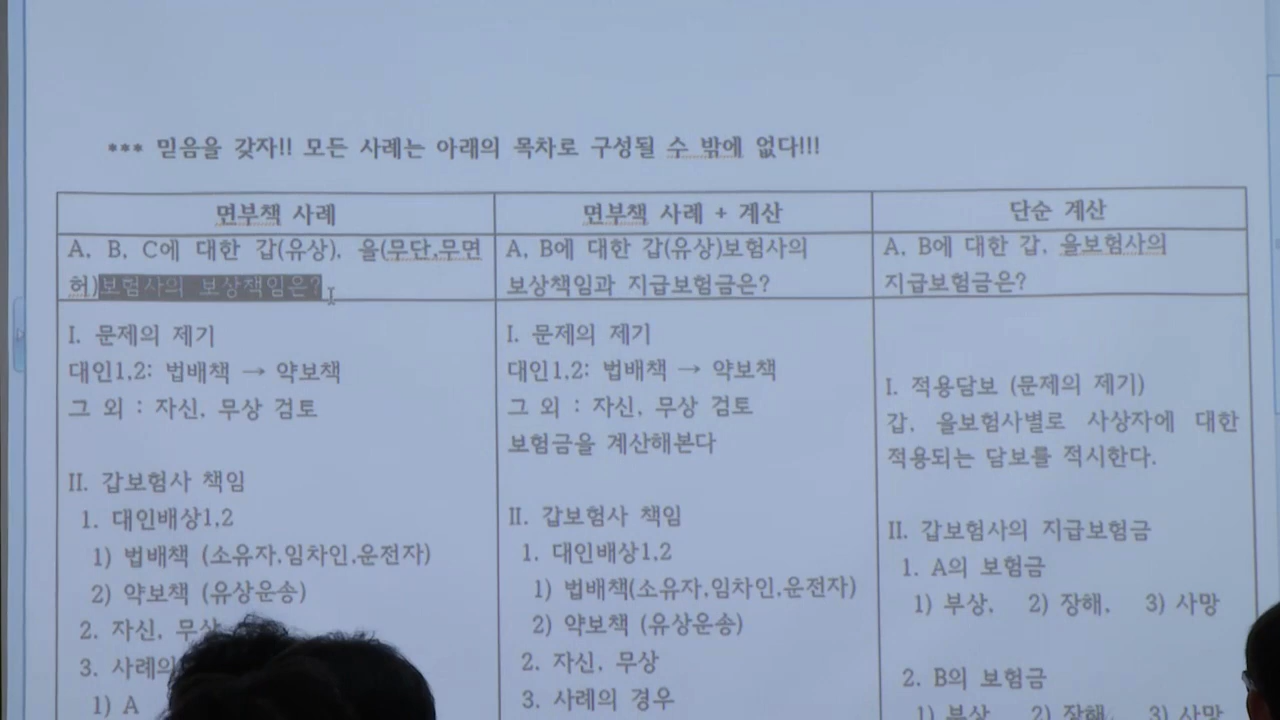 *** 믿음을 갖자!! 모든 사례는 아래의 목차로 구성될 수 밖에 없다!!!
면부책 사례
A, B, C에 대한 갑(유상), 을(무단,무면
허)보험사의 보상책임은?
I. 문제의 제기
대인1,2: 법배책 → 약보책
그 외 : 자신, 무상 검토
II. 갑보험사 책임
1. 대인배상1,2
1) 법배책 (소유자,임차인,운전자)
2) 약보책 (유상운송)
2. 자신, 무상
3. 사례의
1) A
면부책 사례 + 계산
A, B에 대한 갑(유상)보험사의
보상책임과 지급보험금은?
I. 문제의 제기
대인1,2: 법배책 → 약보책
그 외 : 자신, 무상 검토
보험금을 계산해본다
II. 갑보험사 책임
1. 대인배상1,2
1) 법배책(소유자,임차인,운전자)
2) 약보책 (유상운송)
2. 자신, 무상
3. 사례의 경우
단순 계산
A, B에 대한 갑, 을보험사의
지급보험금은?
I. 적용담보 (문제의 제기)
갑, 을보험사별로 사상자에 대한
적용되는 담보를 적시한다.
II. 갑보험사의 지급보험금
1. A의 보험금
1) 부상, 2) 장해, 3) 사망
2. B의 보험금
1) 부상, 2) 장해, 3) 사망